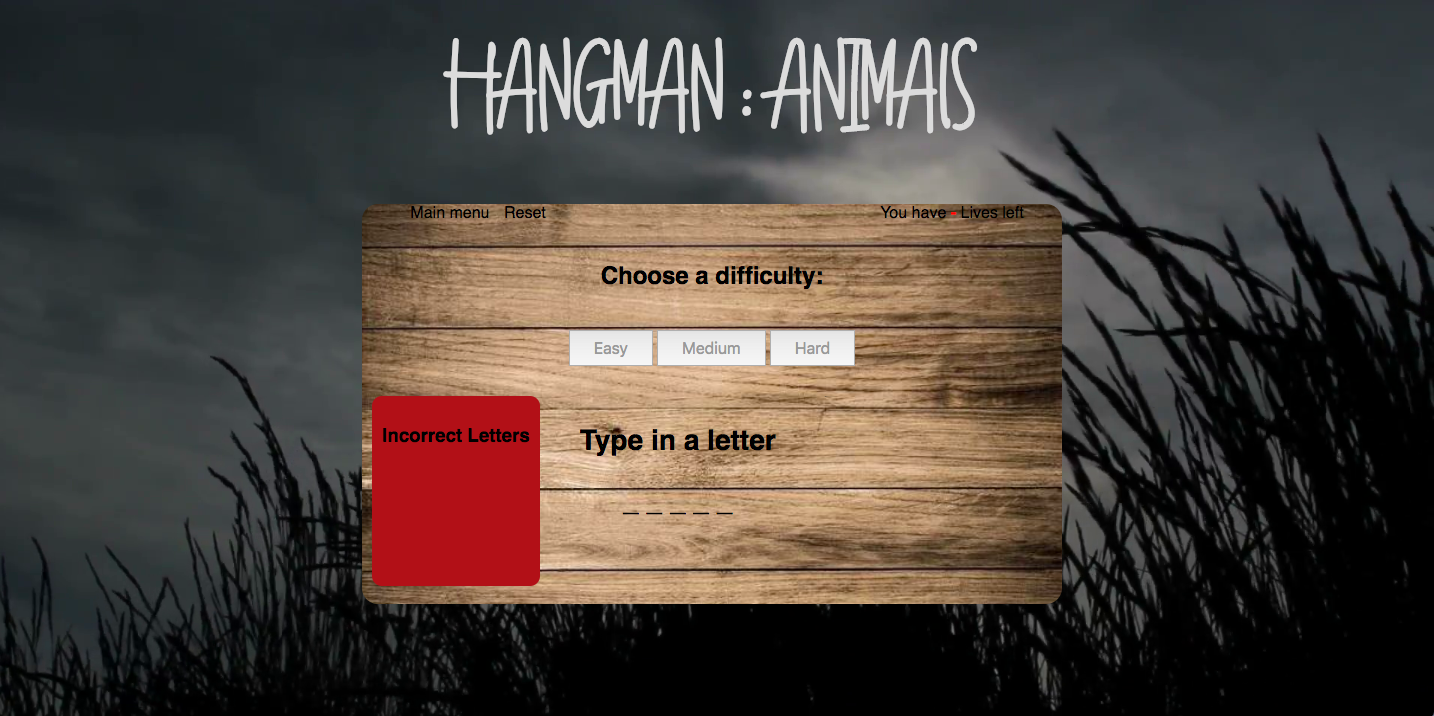 HANGMAN : ANIMALS
Main menu Reset You have - Lives left
Choose a difficulty:
Easy Medium Hard
Incorrect Letters Type in a letter
_ _ _ _ _